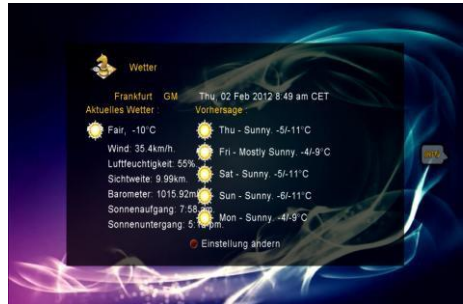 Wetter
Frankfurt GM Thu, 02 Feb 2012 8:49 am CET
Aktuelles Wetter : Vorhersage :
Fair, -10°C
Wind: 35.4km/h.
Luftfeuchtigkeit: 55%
Sichtweite: 9.99km.
Barometer: 1015.92m
Sonnenaufgang: 7:58
Sonnenuntergang: 5: pm.
Thu - Sunny. -5/-11°C
Fri - Mostly Sunny. -4/-9°C
Sat - Sunny. -5/-11°C
Sun - Sunny. -6/-11°C
Mon - Sunny. -4/-9°C
Einstellung ändern